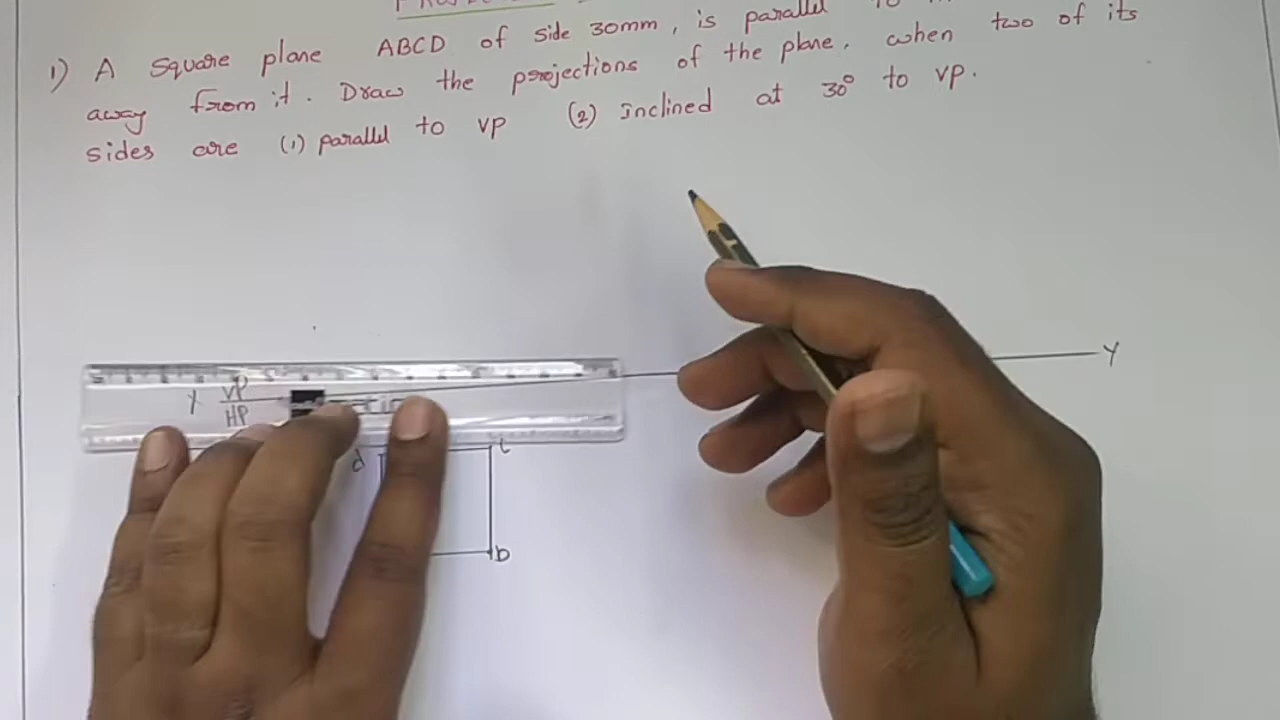 1) A square plane ABCD of side 30mm, is parallel
away from it. Draw the projections of the plane, when two of its
sides are (1) parallel to VP (2) Inclined at 30° to VP.
Y
X VP
HP
d c
b